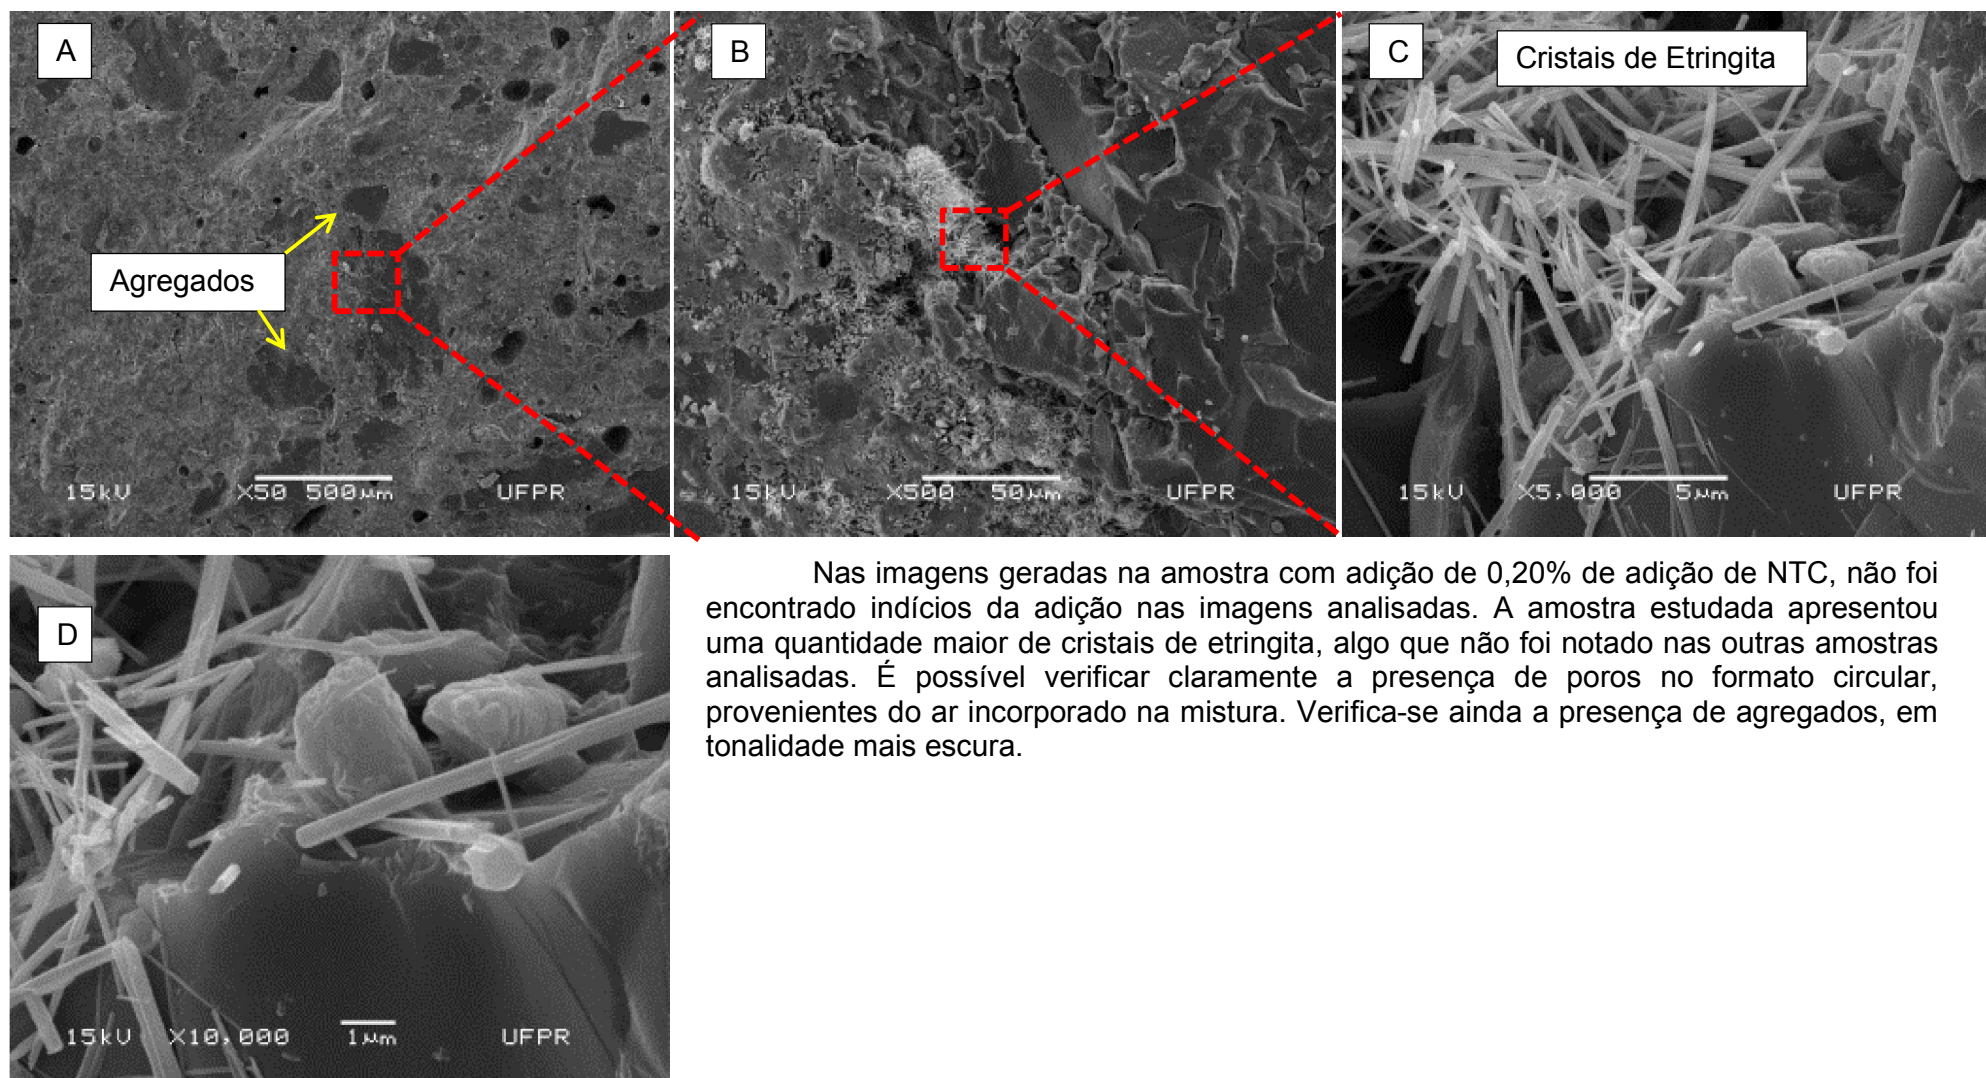 A
Agregados
15kV X50 500µm UFPR
B
15kV X500 50µm UFPR
C
Cristais de Etringita
15kV X5,000 5µm UFPR
D
15kV X10,000 1µm UFPR
Nas imagens geradas na amostra com adição de 0,20% de adição de NTC, não foi
encontrado indícios da adição nas imagens analisadas. A amostra estudada apresentou
uma quantidade maior de cristais de etringita, algo que não foi notado nas outras amostras
analisadas. É possível verificar claramente a presença de poros no formato circular,
provenientes do ar incorporado na mistura. Verifica-se ainda a presença de agregados, em
tonalidade mais escura.